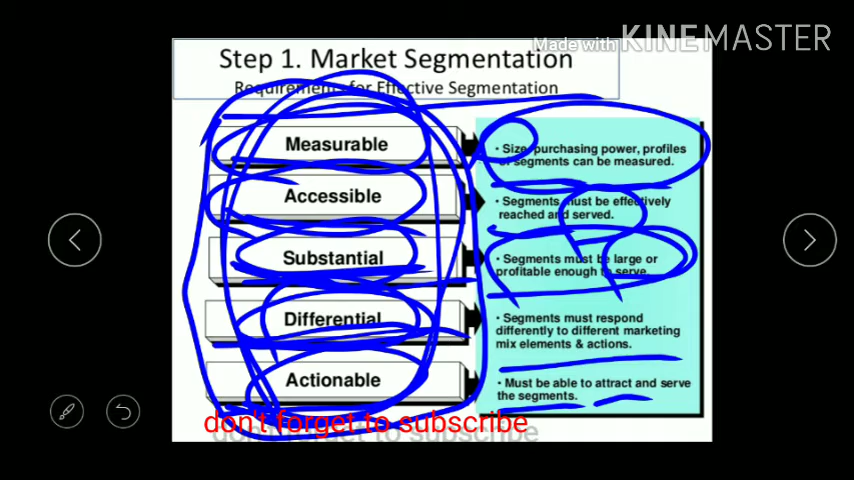 Made with KINEMASTER
Step 1. Market Segmentation
Requirements for Effective Segmentation
Measurable
• Size, purchasing power, profiles
of segments can be measured.
Accessible
• Segments must be effectively
reached and served.
Substantial
• Segments must be large or
profitable enough to serve.
Differential
• Segments must respond
differently to different marketing
mix elements & actions.
Actionable
• Must be able to attract and serve
the segments.
don't forget to subscribe